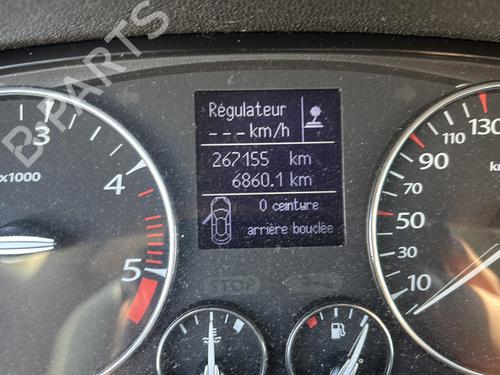 B-PARTS
Régulateur
--- km/h
267155 km
6860.1 km
0 ceinture
arrière bouclée
3
4
5
x1000
130
110
90
70
50
30
10
STOP